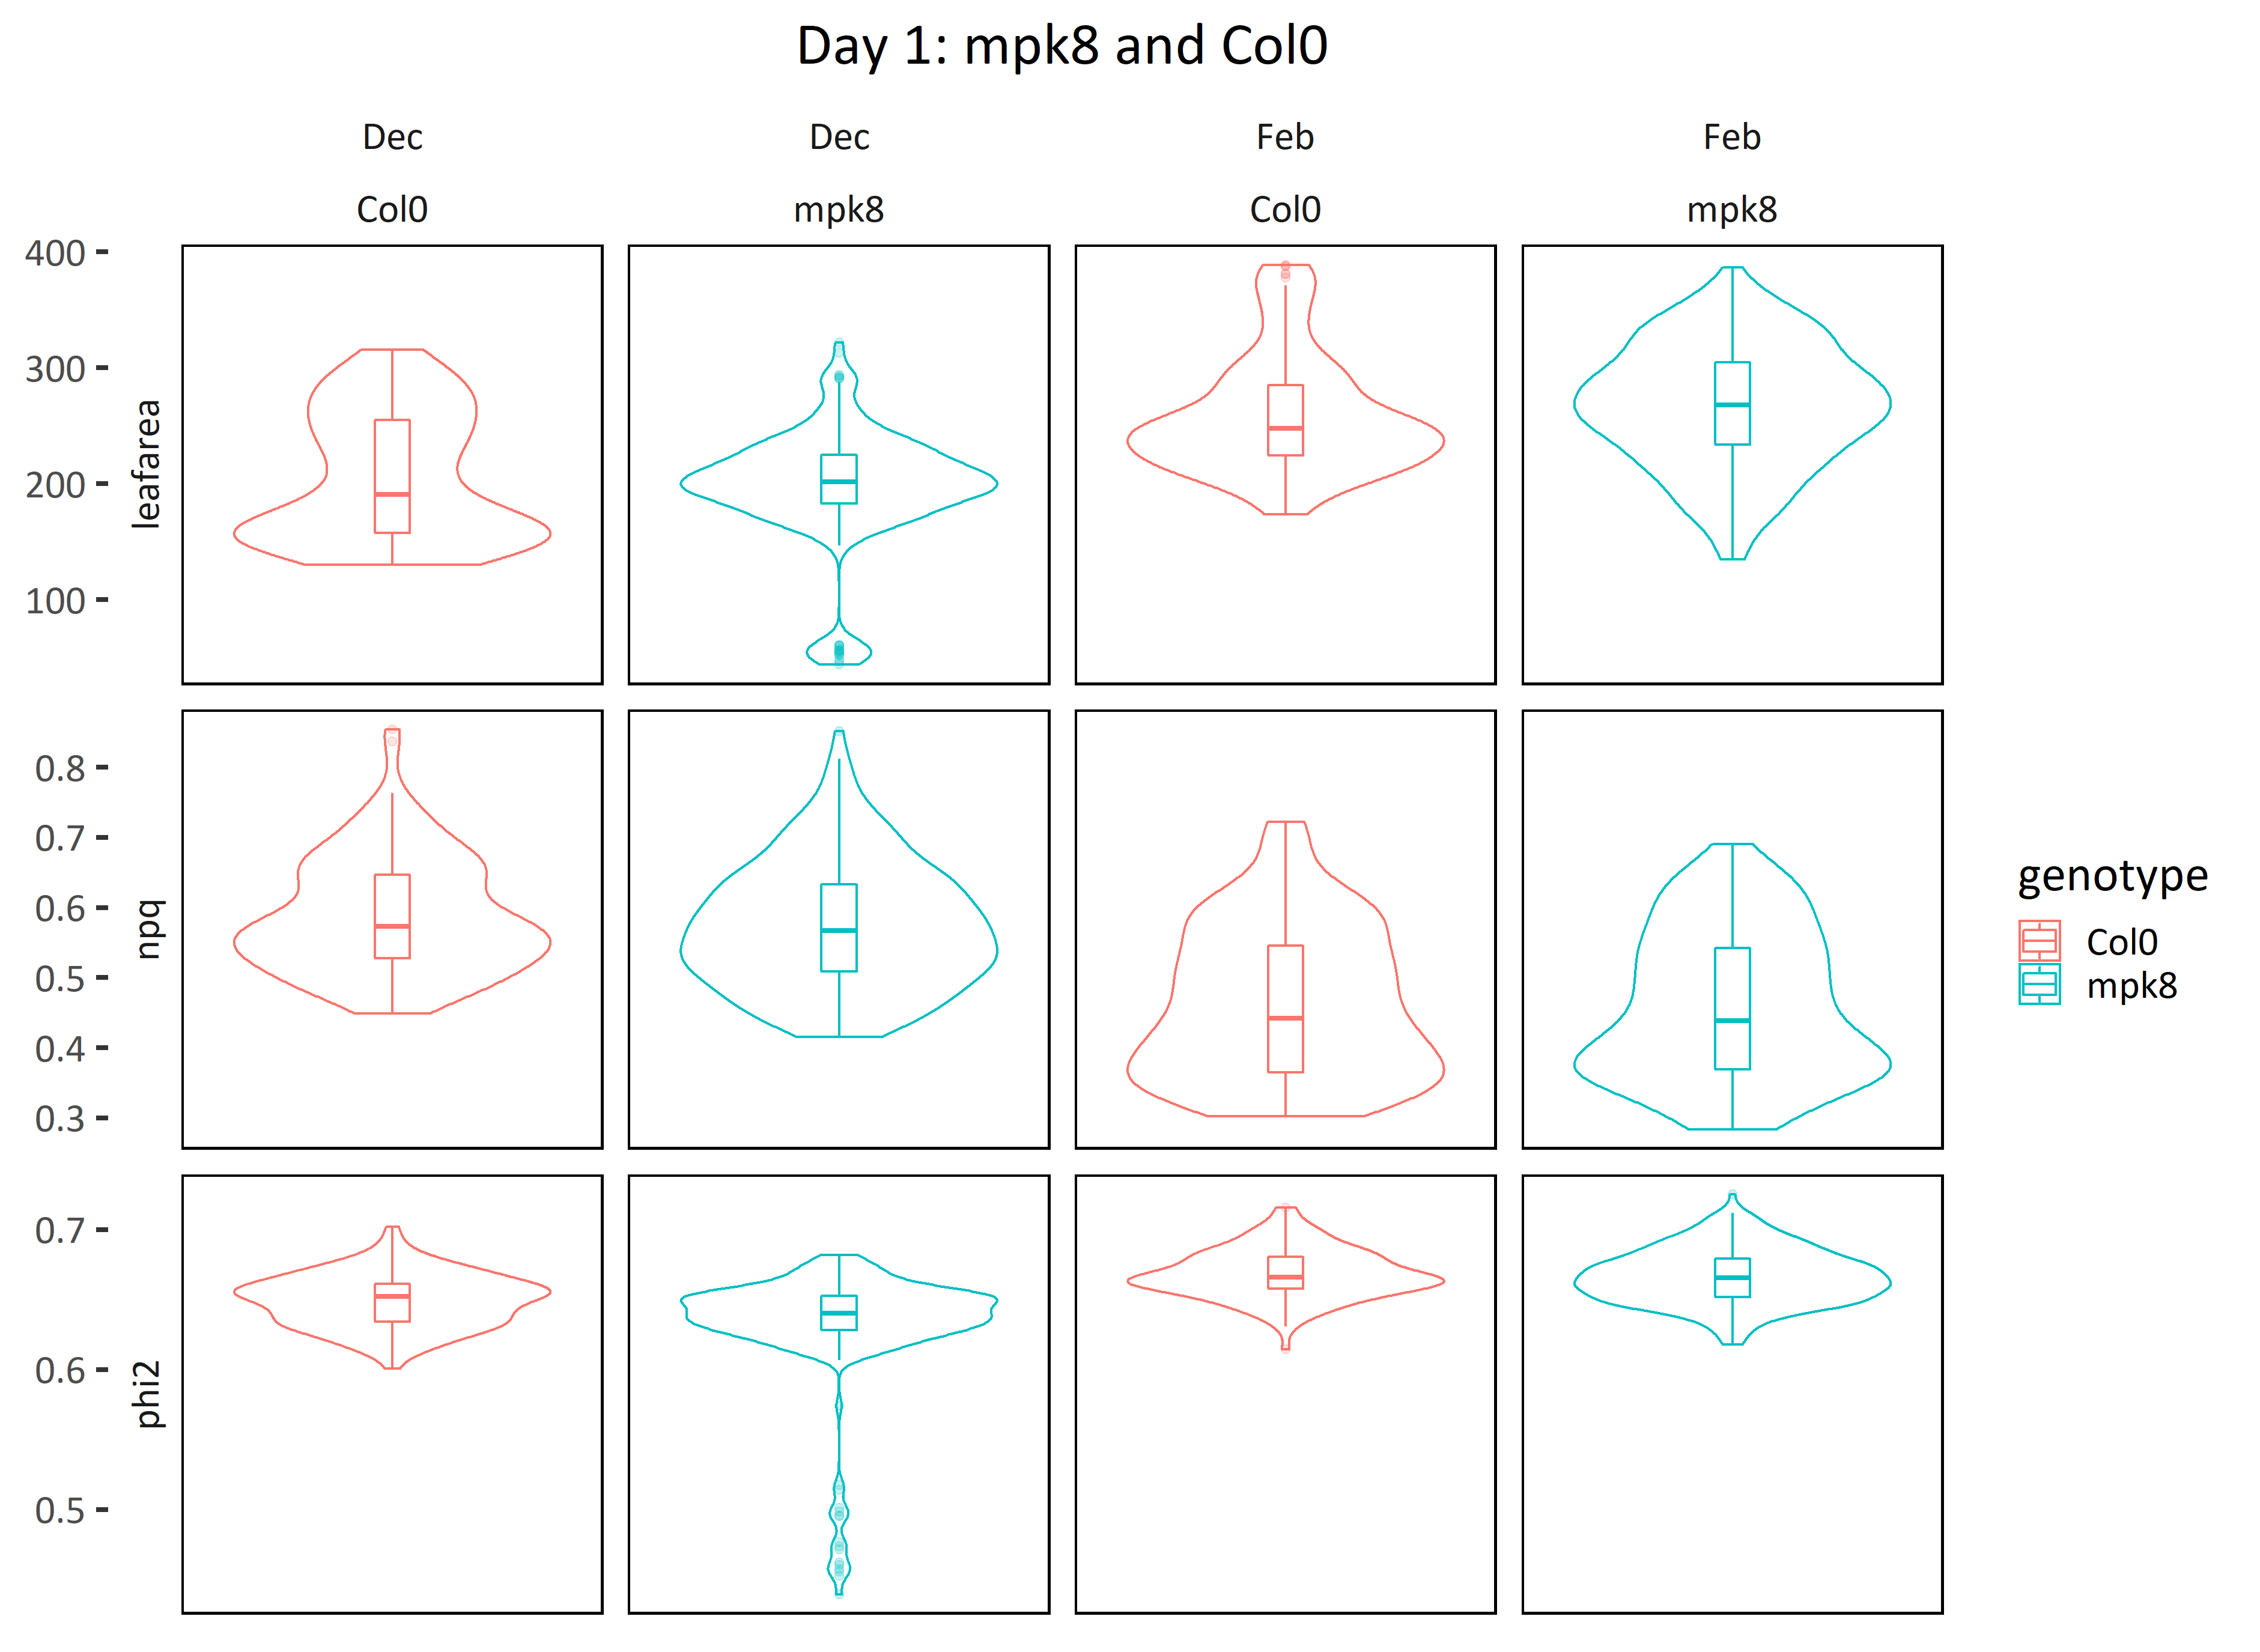 Day 1: mpk8 and Col0
Dec Dec Feb Feb
Col0 mpk8 Col0 mpk8
400
300
200
100
leafarea
0.8
0.7
0.6
0.5
0.4
0.3
npq
0.7
0.6
0.5
phi2
genotype
Col0
mpk8